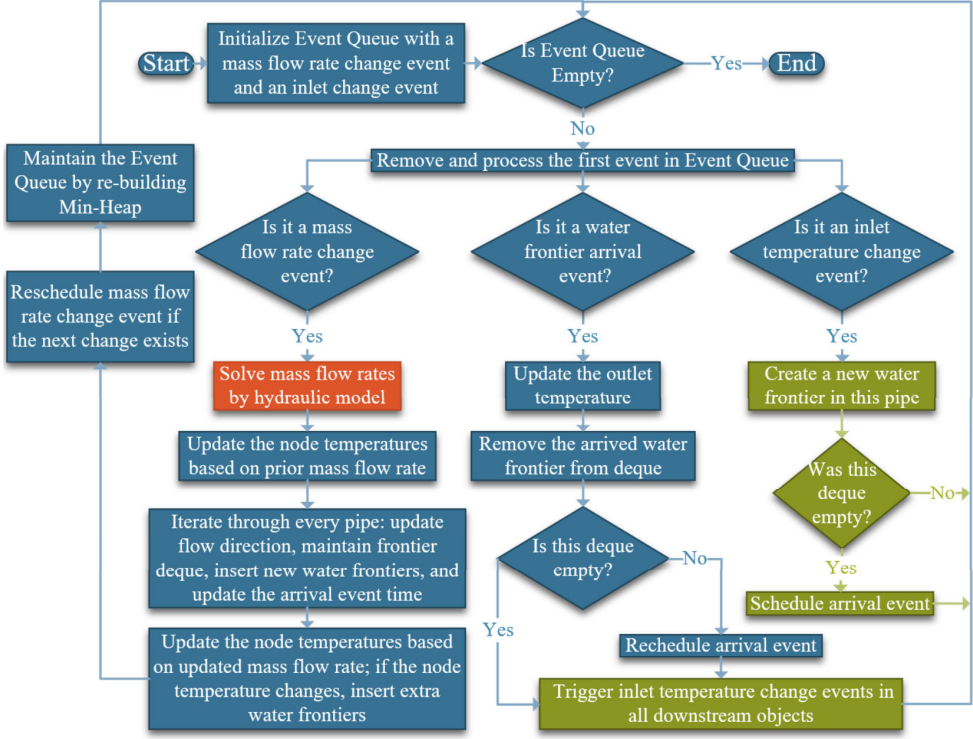 Start
Initialize Event Queue with a
mass flow rate change event
and an inlet change event
Is Event Queue
Empty?
Yes
End
No
Remove and process the first event in Event Queue
Maintain the Event
Queue by re-building
Min-Heap
Reschedule mass flow
rate change event if
the next change exists
Is it a mass
flow rate change
event?
Yes
Solve mass flow rates
by hydraulic model
Update the node temperatures
based on prior mass flow rate
Iterate through every pipe: update
flow direction, maintain frontier
deque, insert new water frontiers, and
update the arrival event time
Update the node temperatures based
on updated mass flow rate; if the node
temperature changes, insert extra
water frontiers
Is it a water
frontier arrival
event?
Yes
Update the outlet
temperature
Remove the arrived water
frontier from deque
Is this deque
empty?
No
Yes
Rechedule arrival event
Trigger inlet temperature change events in
all downstream objects
Is it an inlet
temperature change
event?
Yes
Create a new water
frontier in this pipe
Was this
deque
empty?
No
Yes
Schedule arrival event